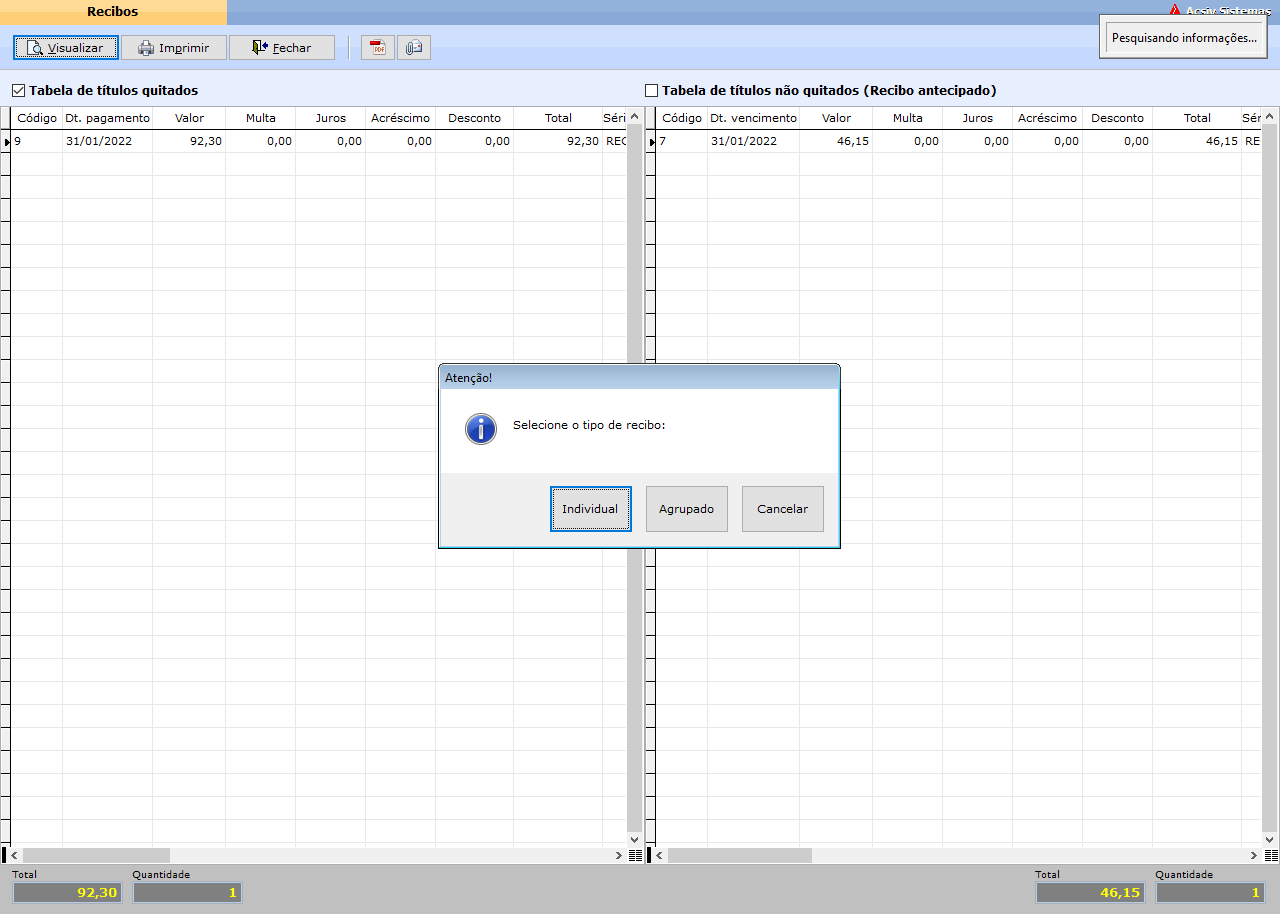 Recibos
Acsiv Sistemas
Pesquisando informações...
Visualizar Imprimir Fechar
PDF
Tabela de títulos quitados
Tabela de títulos não quitados (Recibo antecipado)
Código Dt. pagamento Valor Multa Juros Acréscimo Desconto Total Séri
9 31/01/2022 92,30 0,00 0,00 0,00 0,00 92,30 REC
Código Dt. vencimento Valor Multa Juros Acréscimo Desconto Total Sér
7 31/01/2022 46,15 0,00 0,00 0,00 0,00 46,15 RE
Atenção!
Selecione o tipo de recibo:
Individual Agrupado Cancelar
Total Quantidade
92,30 1
Total Quantidade
46,15 1